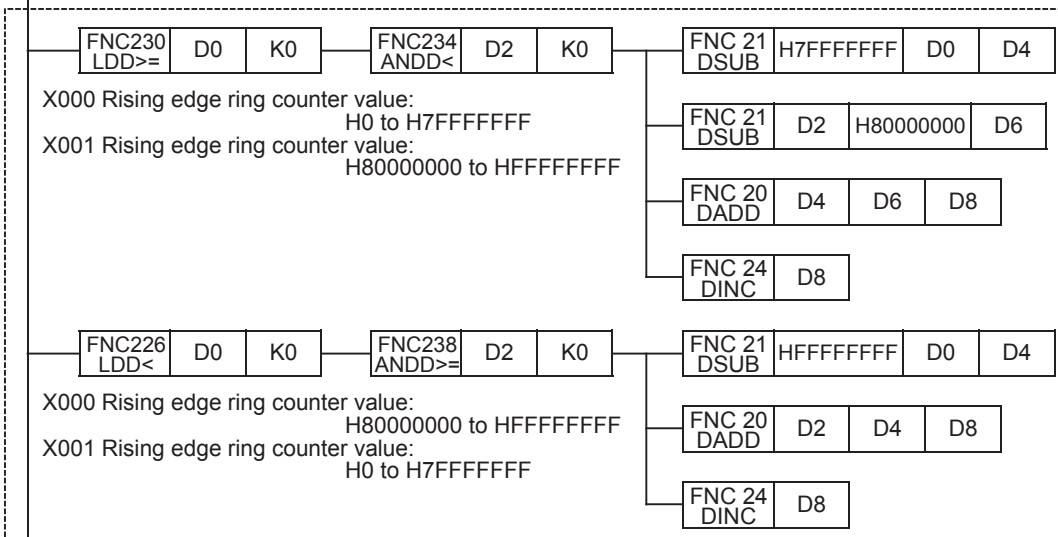 FNC230 LDD>= D0 K0 FNC234 ANDD< D2 K0 FNC 21 DSUB H7FFFFFFF D0 D4
X000 Rising edge ring counter value:
H0 to H7FFFFFFF
X001 Rising edge ring counter value:
H80000000 to HFFFFFFFF
FNC 21 DSUB D2 H80000000 D6
FNC 20 DADD D4 D6 D8
FNC 24 DINC D8
FNC226 LDD< D0 K0 FNC238 ANDD>= D2 K0 FNC 21 DSUB HFFFFFFFF D0 D4
X000 Rising edge ring counter value:
H80000000 to HFFFFFFFF
X001 Rising edge ring counter value:
H0 to H7FFFFFFF
FNC 20 DADD D2 D4 D8
FNC 24 DINC D8